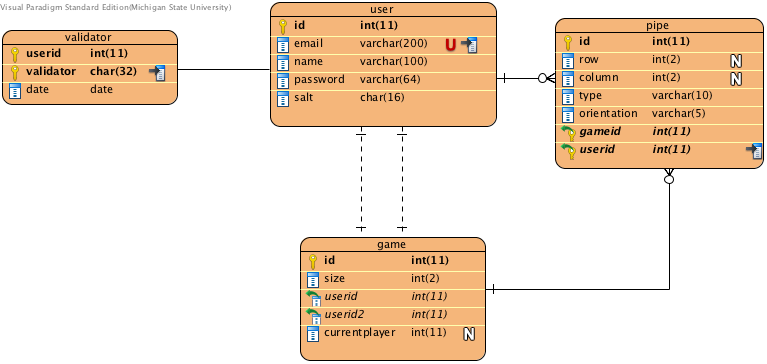 Visual Paradigm Standard Edition(Michigan State University)
validator
userid int(11)
validator char(32)
date date
user
id int(11)
email varchar(200) U
name varchar(100)
password varchar(64)
salt char(16)
pipe
id int(11)
row int(2) N
column int(2) N
type varchar(10)
orientation varchar(5)
gameid int(11)
userid int(11)
game
id int(11)
size int(2)
userid int(11)
userid2 int(11)
currentplayer int(11) N